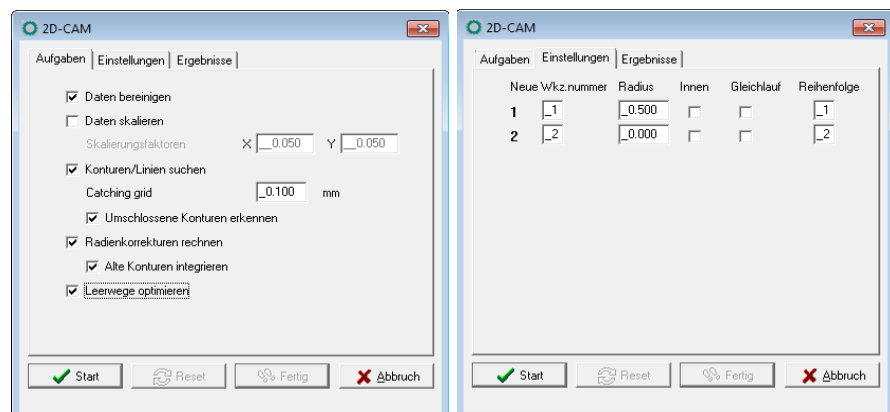 2D-CAM
Aufgaben Einstellungen Ergebnisse
Daten bereinigen
Daten skalieren
Skalierungsfaktoren X __0.050 Y __0.050
Konturen/Linien suchen
Catching grid _0.100 mm
Umschlossene Konturen erkennen
Radienkorrekturen rechnen
Alte Konturen integrieren
Leerwege optimieren
Start Reset Fertig Abbruch
2D-CAM
Aufgaben Einstellungen Ergebnisse
Neue Wkz.nummer Radius Innen Gleichlauf Reihenfolge
1 _1 _0.500 _1
2 _2 _0.000 _2
Start Reset Fertig Abbruch